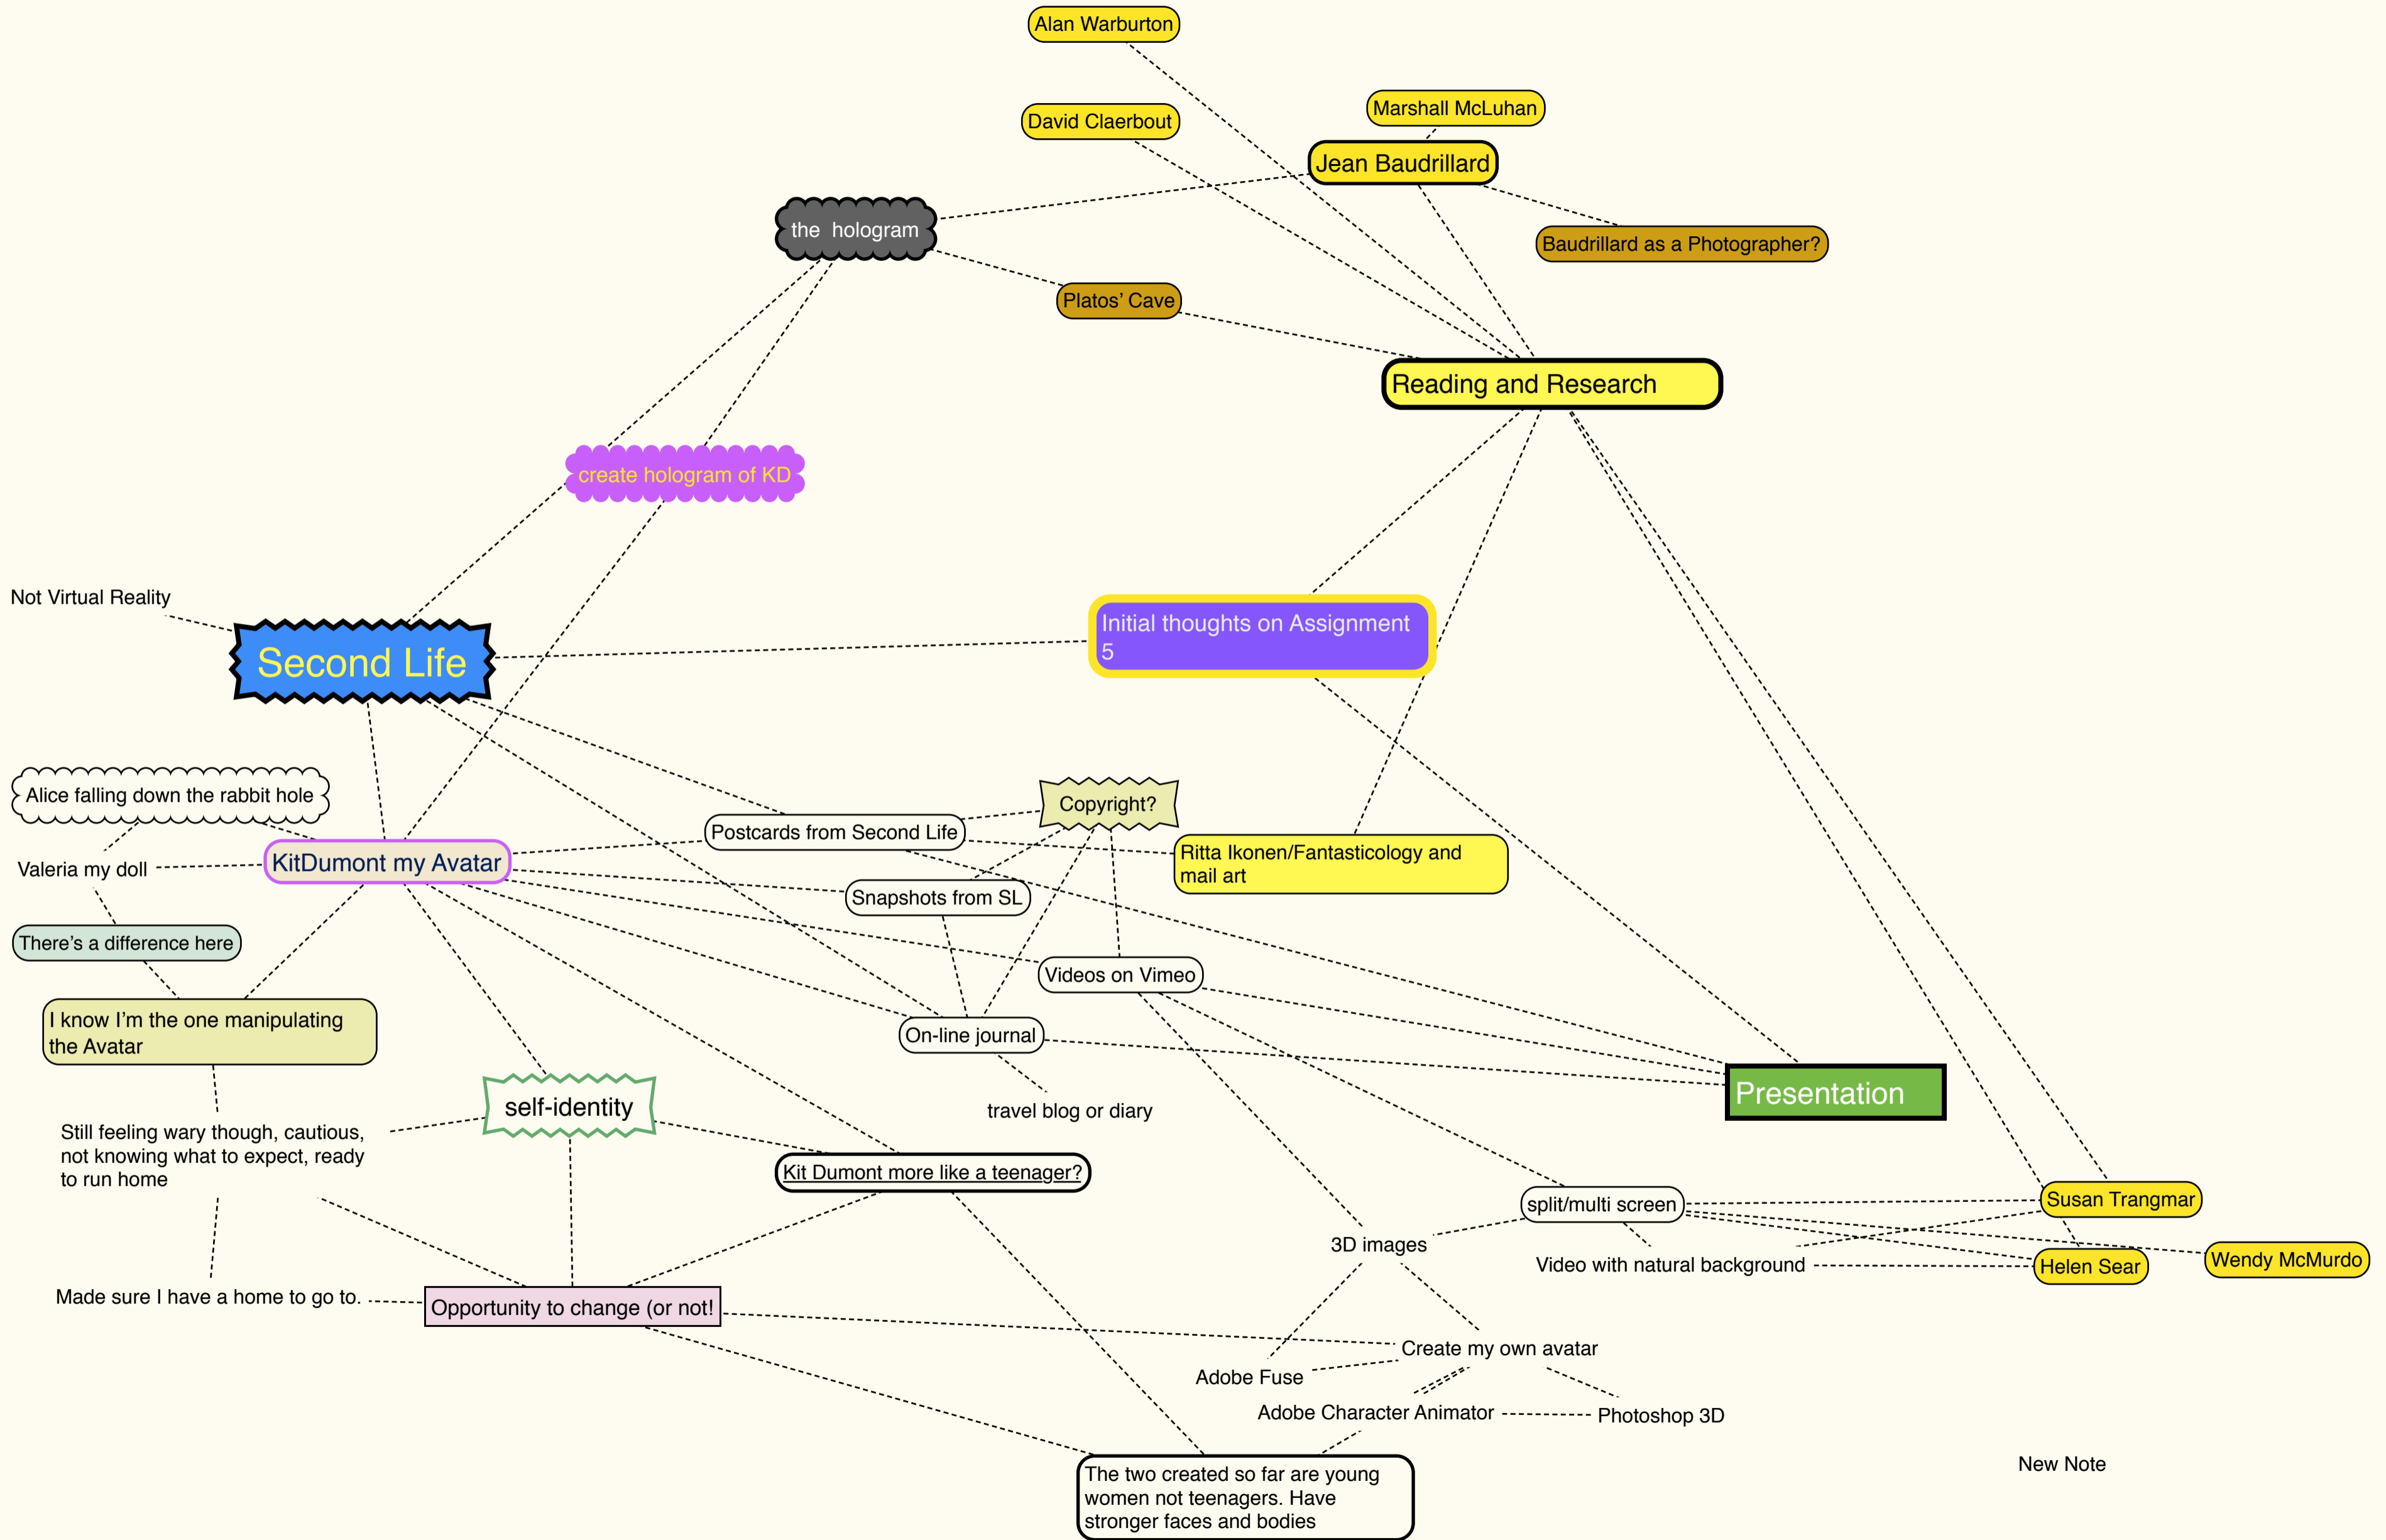 Alan Warburton
Marshall McLuhan
David Claerbout
Jean Baudrillard
the hologram
Baudrillard as a Photographer?
Platos’ Cave
Reading and Research
create hologram of KD
Not Virtual Reality
Second Life
Initial thoughts on Assignment
5
Alice falling down the rabbit hole
Copyright?
Postcards from Second Life
KitDumont my Avatar
Ritta Ikonen/Fantasticology and
mail art
Valeria my doll
Snapshots from SL
There’s a difference here
Videos on Vimeo
I know I’m the one manipulating
the Avatar
On-line journal
Presentation
self-identity
travel blog or diary
Still feeling wary though, cautious,
not knowing what to expect, ready
to run home
Kit Dumont more like a teenager?
split/multi screen
Susan Trangmar
3D images
Video with natural background
Helen Sear
Wendy McMurdo
Made sure I have a home to go to.
Opportunity to change (or not!
Create my own avatar
Adobe Fuse
Adobe Character Animator
Photoshop 3D
New Note
The two created so far are young
women not teenagers. Have
stronger faces and bodies